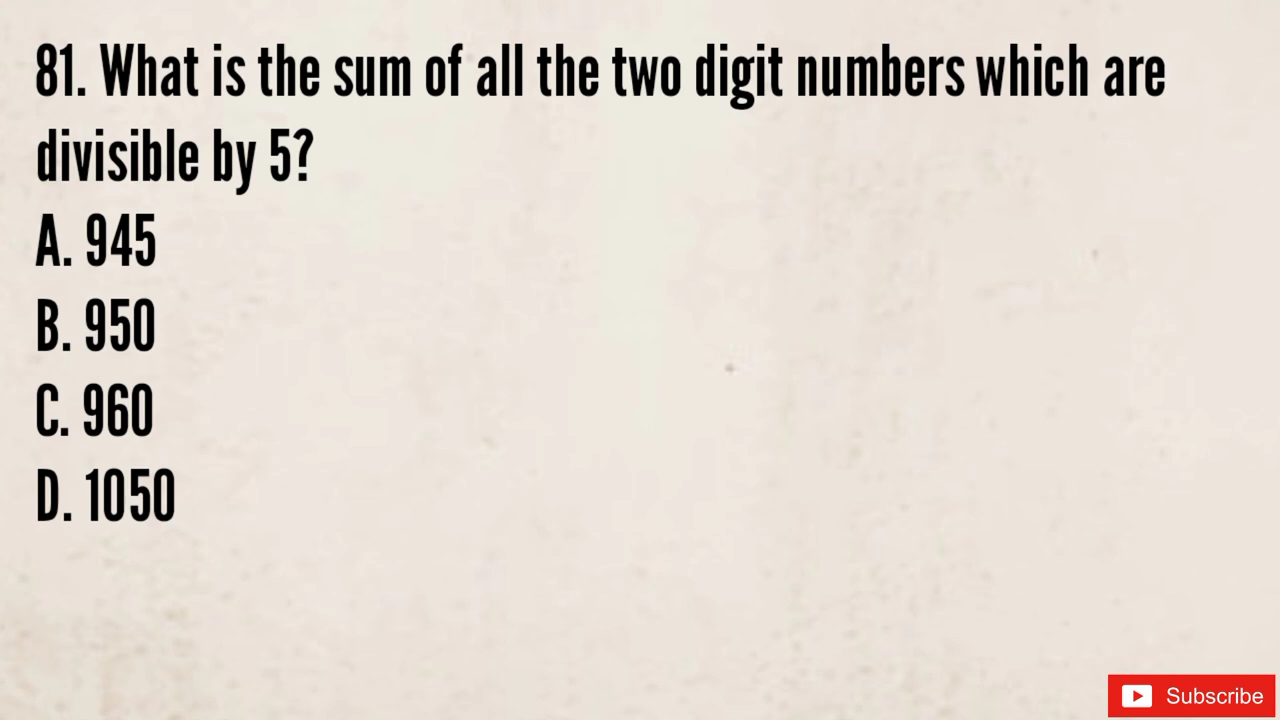 81. What is the sum of all the two digit numbers which are
divisible by 5?
A. 945
B. 950
C. 960
D. 1050
Subscribe